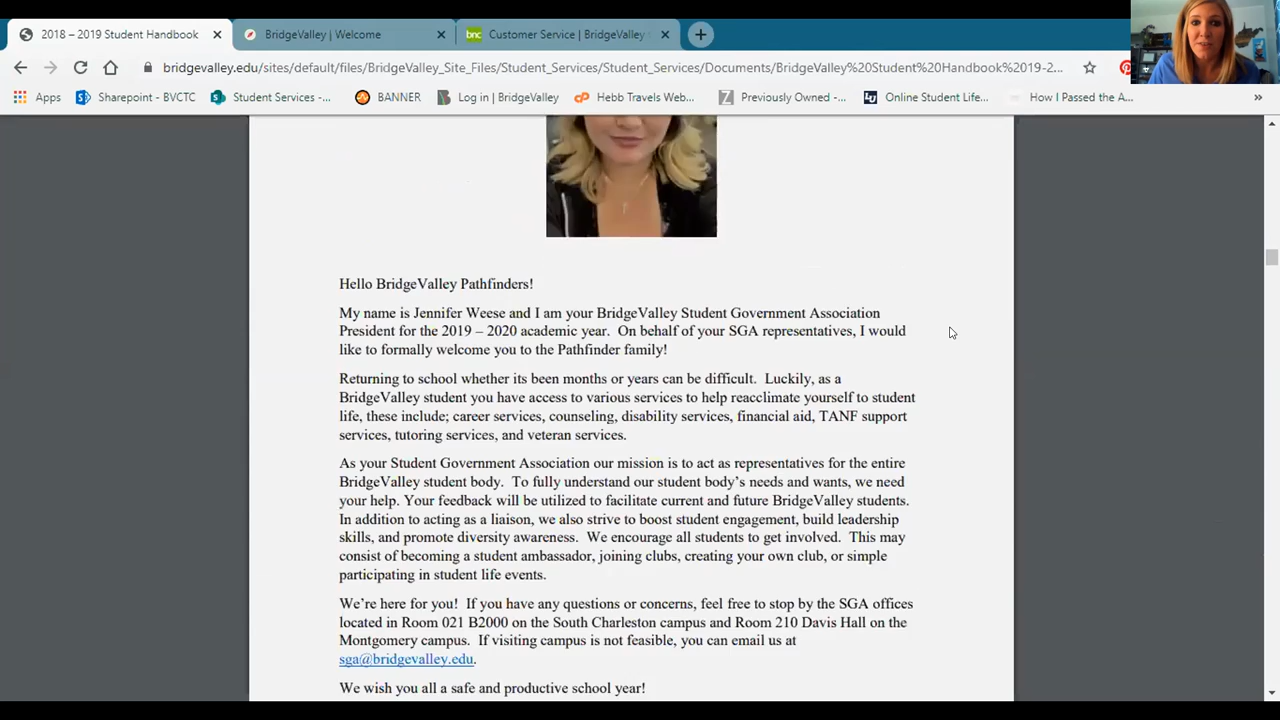 2018 – 2019 Student Handbook
BridgeValley | Welcome
bnc Customer Service | BridgeValley
bridgevalley.edu/sites/default/files/BridgeValley_Site_Files/Student_Services/Student_Services/Documents/BridgeValley%20Student%20Handbook%2019-2...
Apps Sharepoint - BVCTC Student Services -... BANNER Log in | BridgeValley Hebb Travels Web... Previously Owned -... Online Student Life... How I Passed the A...
Hello BridgeValley Pathfinders!
My name is Jennifer Weese and I am your BridgeValley Student Government Association
President for the 2019 – 2020 academic year. On behalf of your SGA representatives, I would
like to formally welcome you to the Pathfinder family!
Returning to school whether its been months or years can be difficult. Luckily, as a
BridgeValley student you have access to various services to help reacclimate yourself to student
life, these include; career services, counseling, disability services, financial aid, TANF support
services, tutoring services, and veteran services.
As your Student Government Association our mission is to act as representatives for the entire
BridgeValley student body. To fully understand our student body's needs and wants, we need
your help. Your feedback will be utilized to facilitate current and future BridgeValley students.
In addition to acting as a liaison, we also strive to boost student engagement, build leadership
skills, and promote diversity awareness. We encourage all students to get involved. This may
consist of becoming a student ambassador, joining clubs, creating your own club, or simple
participating in student life events.
We're here for you! If you have any questions or concerns, feel free to stop by the SGA offices
located in Room 021 B2000 on the South Charleston campus and Room 210 Davis Hall on the
Montgomery campus. If visiting campus is not feasible, you can email us at
sga@bridgevalley.edu.
We wish you all a safe and productive school year!